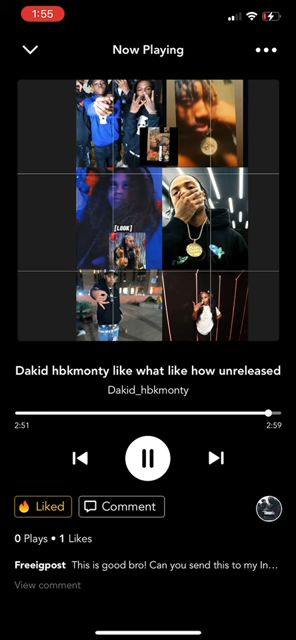 1:55
Now Playing
[LOOK]
Dakid hbkmonty like what like how unreleased
Dakid_hbkmonty
2:51
2:59
Liked
Comment
0 Plays • 1 Likes
Freeigpost This is good bro! Can you send this to my In...
View comment